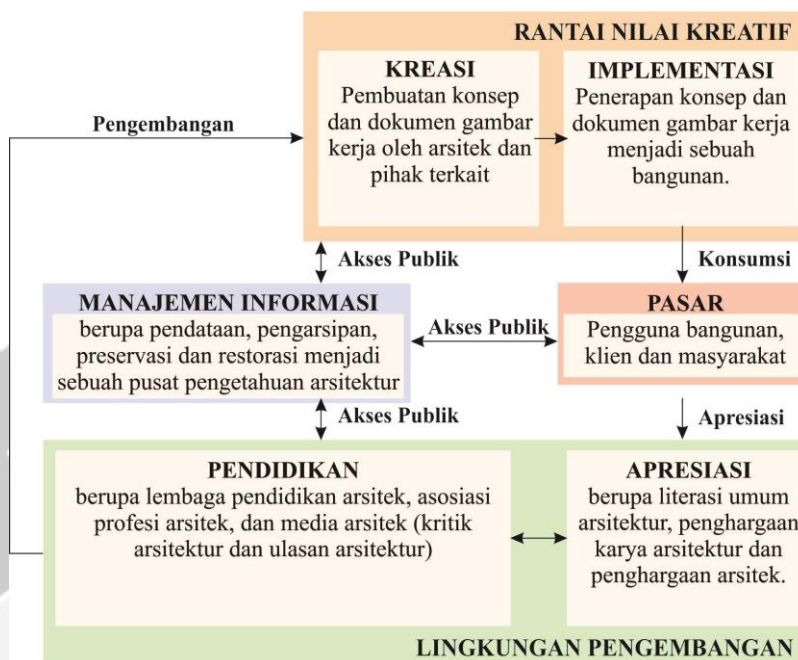 RANTAI NILAI KREATIF
KREASI
Pembuatan konsep
dan dokumen gambar
kerja oleh arsitek dan
pihak terkait
IMPLEMENTASI
Penerapan konsep dan
dokumen gambar kerja
menjadi sebuah
bangunan.
Pengembangan
Akses Publik
Konsumsi
MANAJEMEN INFORMASI
berupa pendataan, pengarsipan,
preservasi dan restorasi menjadi
sebuah pusat pengetahuan arsitektur
Akses Publik
PASAR
Pengguna bangunan,
klien dan masyarakat
Akses Publik
Apresiasi
PENDIDIKAN
berupa lembaga pendidikan arsitek, asosiasi
profesi arsitek, dan media arsitek (kritik
arsitektur dan ulasan arsitektur)
APRESIASI
berupa literasi umum
arsitektur, penghargaan
karya arsitektur dan
penghargaan arsitek.
LINGKUNGAN PENGEMBANGAN